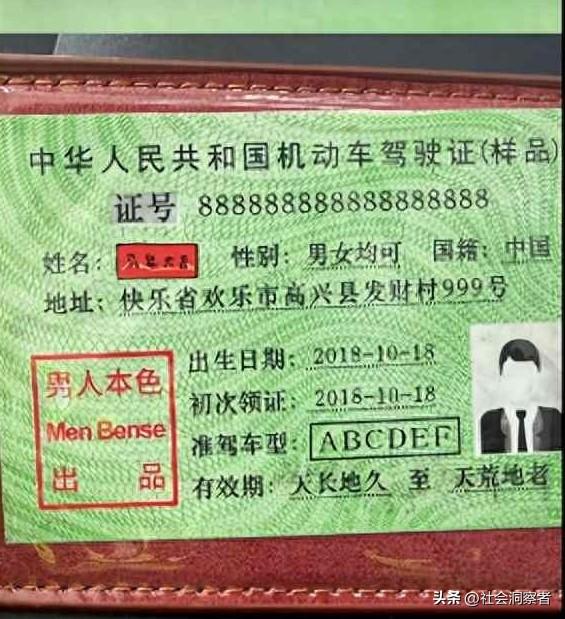 中华人民共和国机动车驾驶证(样品)
证号 888888888888888888
姓名: 性别: 男女均可 国籍: 中国
地址: 快乐省欢乐市高兴县发财村999号
出生日期: 2018-10-18
初次领证: 2018-10-18
准驾车型: ABCDEF
有效期: 天长地久 至 天荒地老
男人本色
Men Bense
出 品
头条 @社会洞察者